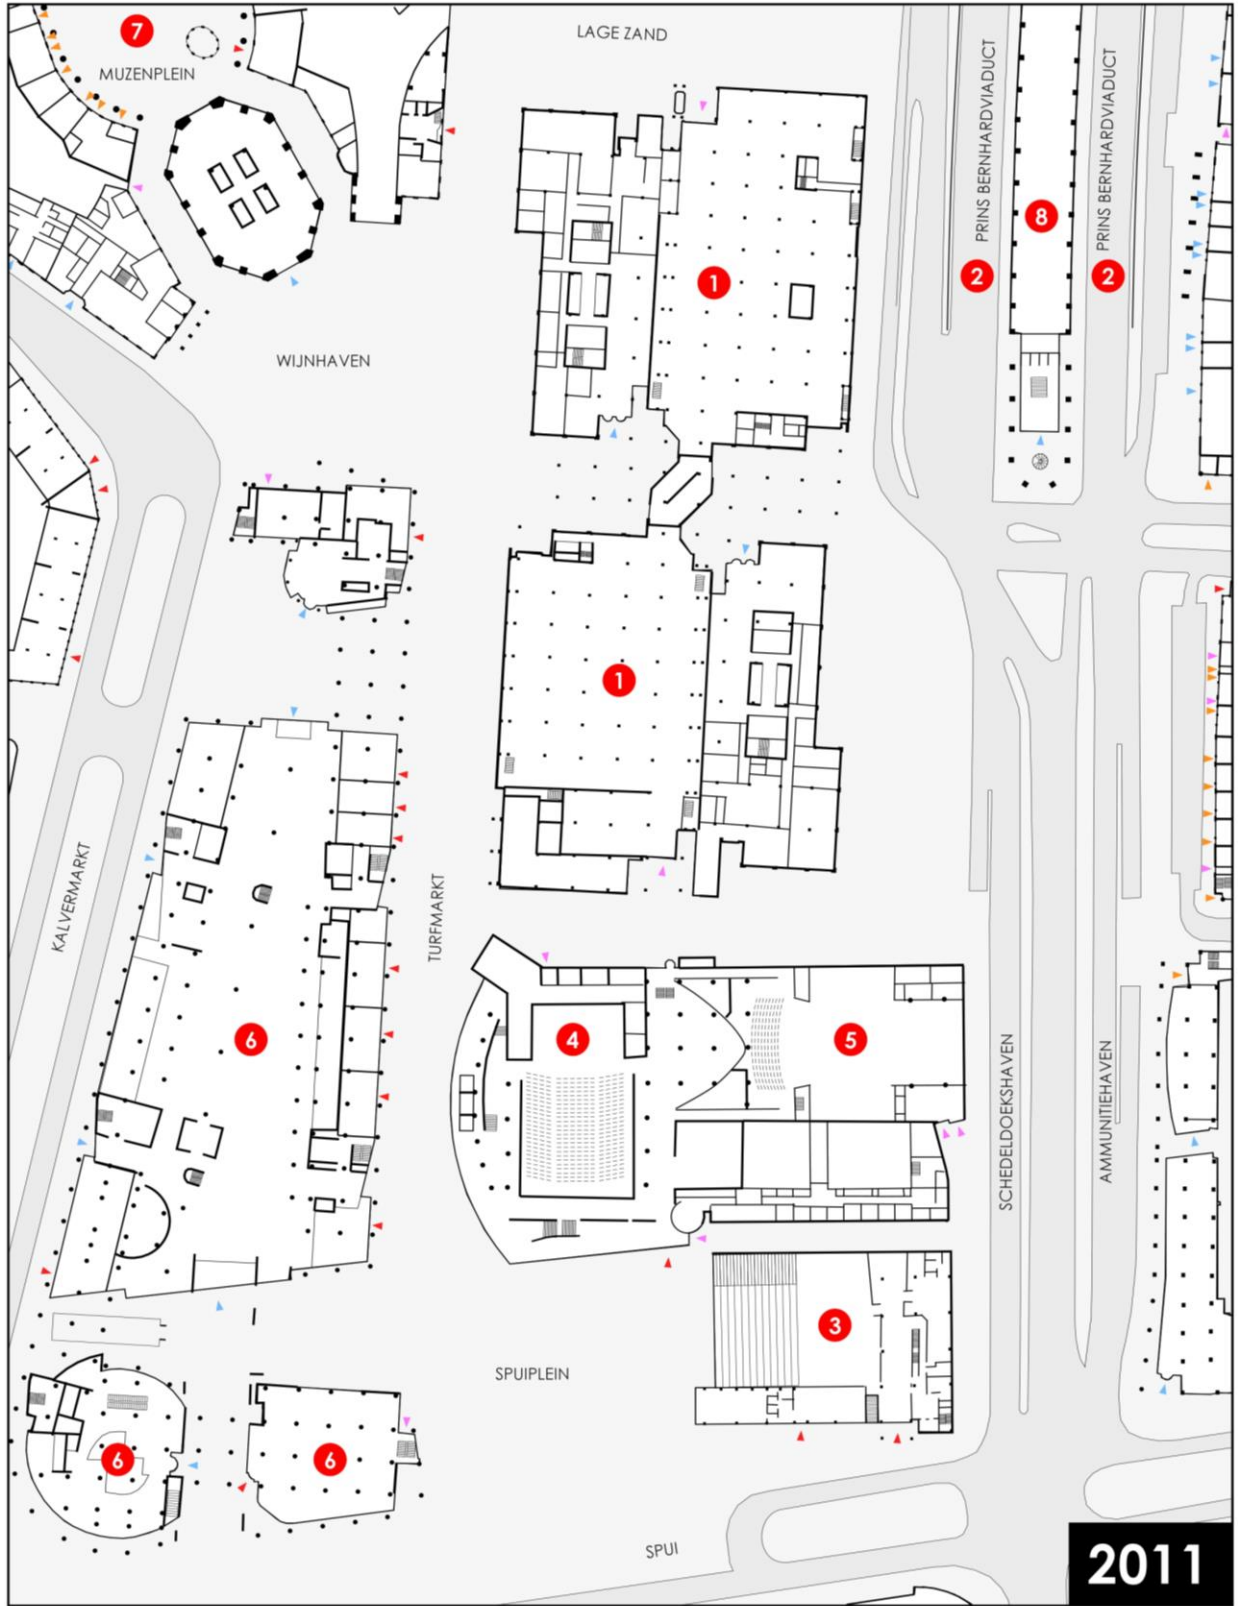 LAGE ZAND
7
MUZENPLEIN
PRINS BERNHARDVIADUCT
PRINS BERNHARDVIADUCT
8
1
2
2
WIJNHAVEN
1
KALVERMARKT
TURFMARKT
6
4
5
SCHEDELDOEKSHAVEN
AMMUNITIEHAVEN
3
SPUIPLEIN
6
6
SPUI
2011